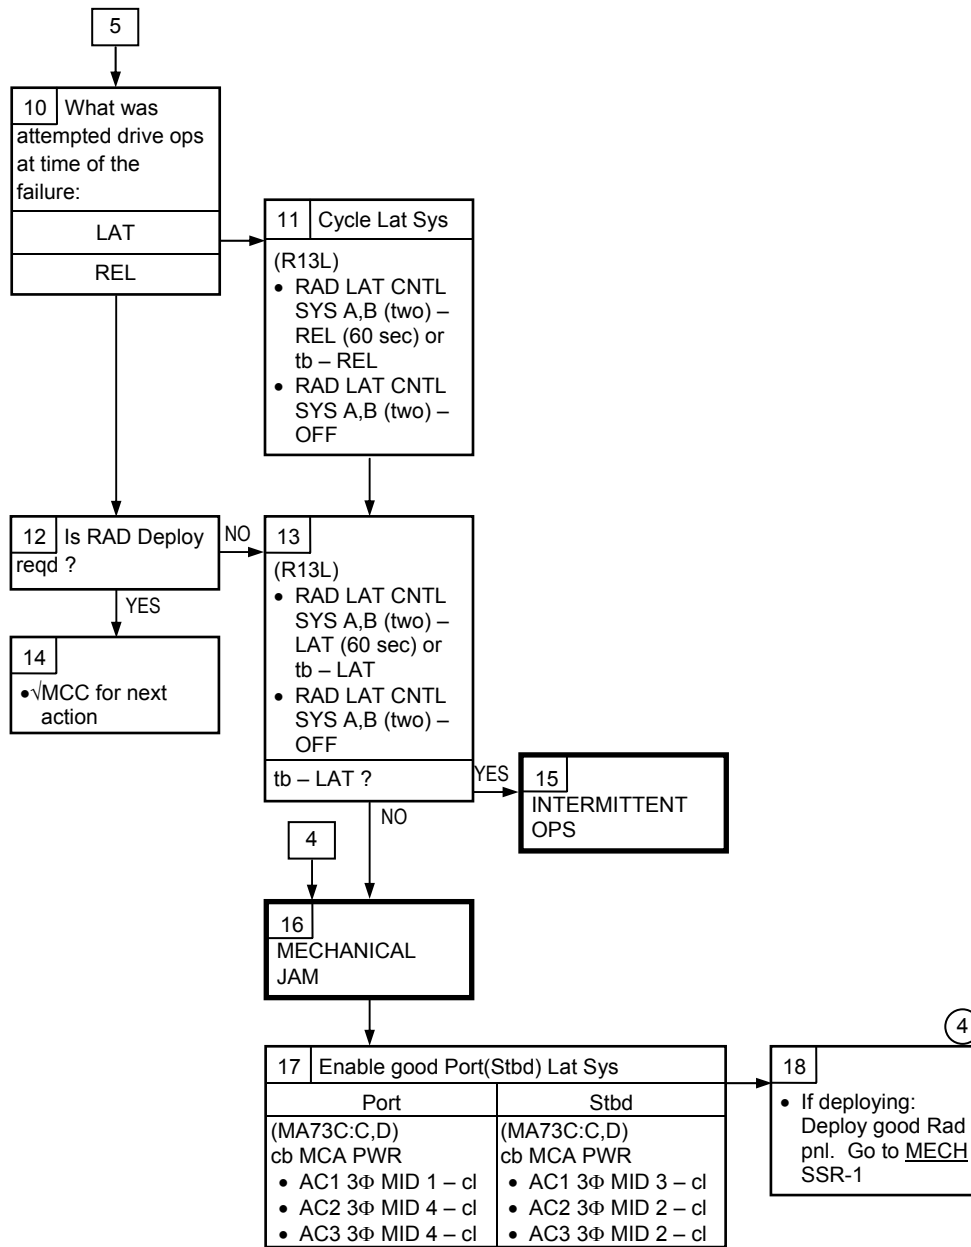 5
10 What was
attempted drive ops
at time of the
failure:
LAT
REL
11 Cycle Lat Sys
(R13L)
• RAD LAT CNTL
SYS A,B (two) –
REL (60 sec) or
tb – REL
• RAD LAT CNTL
SYS A,B (two) –
OFF
12 Is RAD Deploy
reqd ?
NO
YES
13
(R13L)
• RAD LAT CNTL
SYS A,B (two) –
LAT (60 sec) or
tb – LAT
• RAD LAT CNTL
SYS A,B (two) –
OFF
tb – LAT ?
YES
NO
14
•√MCC for next
action
15
INTERMITTENT
OPS
4
16
MECHANICAL
JAM
17 Enable good Port(Stbd) Lat Sys
Port
(MA73C:C,D)
cb MCA PWR
• AC1 3Φ MID 1 – cl
• AC2 3Φ MID 4 – cl
• AC3 3Φ MID 4 – cl
Stbd
(MA73C:C,D)
cb MCA PWR
• AC1 3Φ MID 3 – cl
• AC2 3Φ MID 2 – cl
• AC3 3Φ MID 2 – cl
4
18
• If deploying:
Deploy good Rad
pnl. Go to MECH
SSR-1